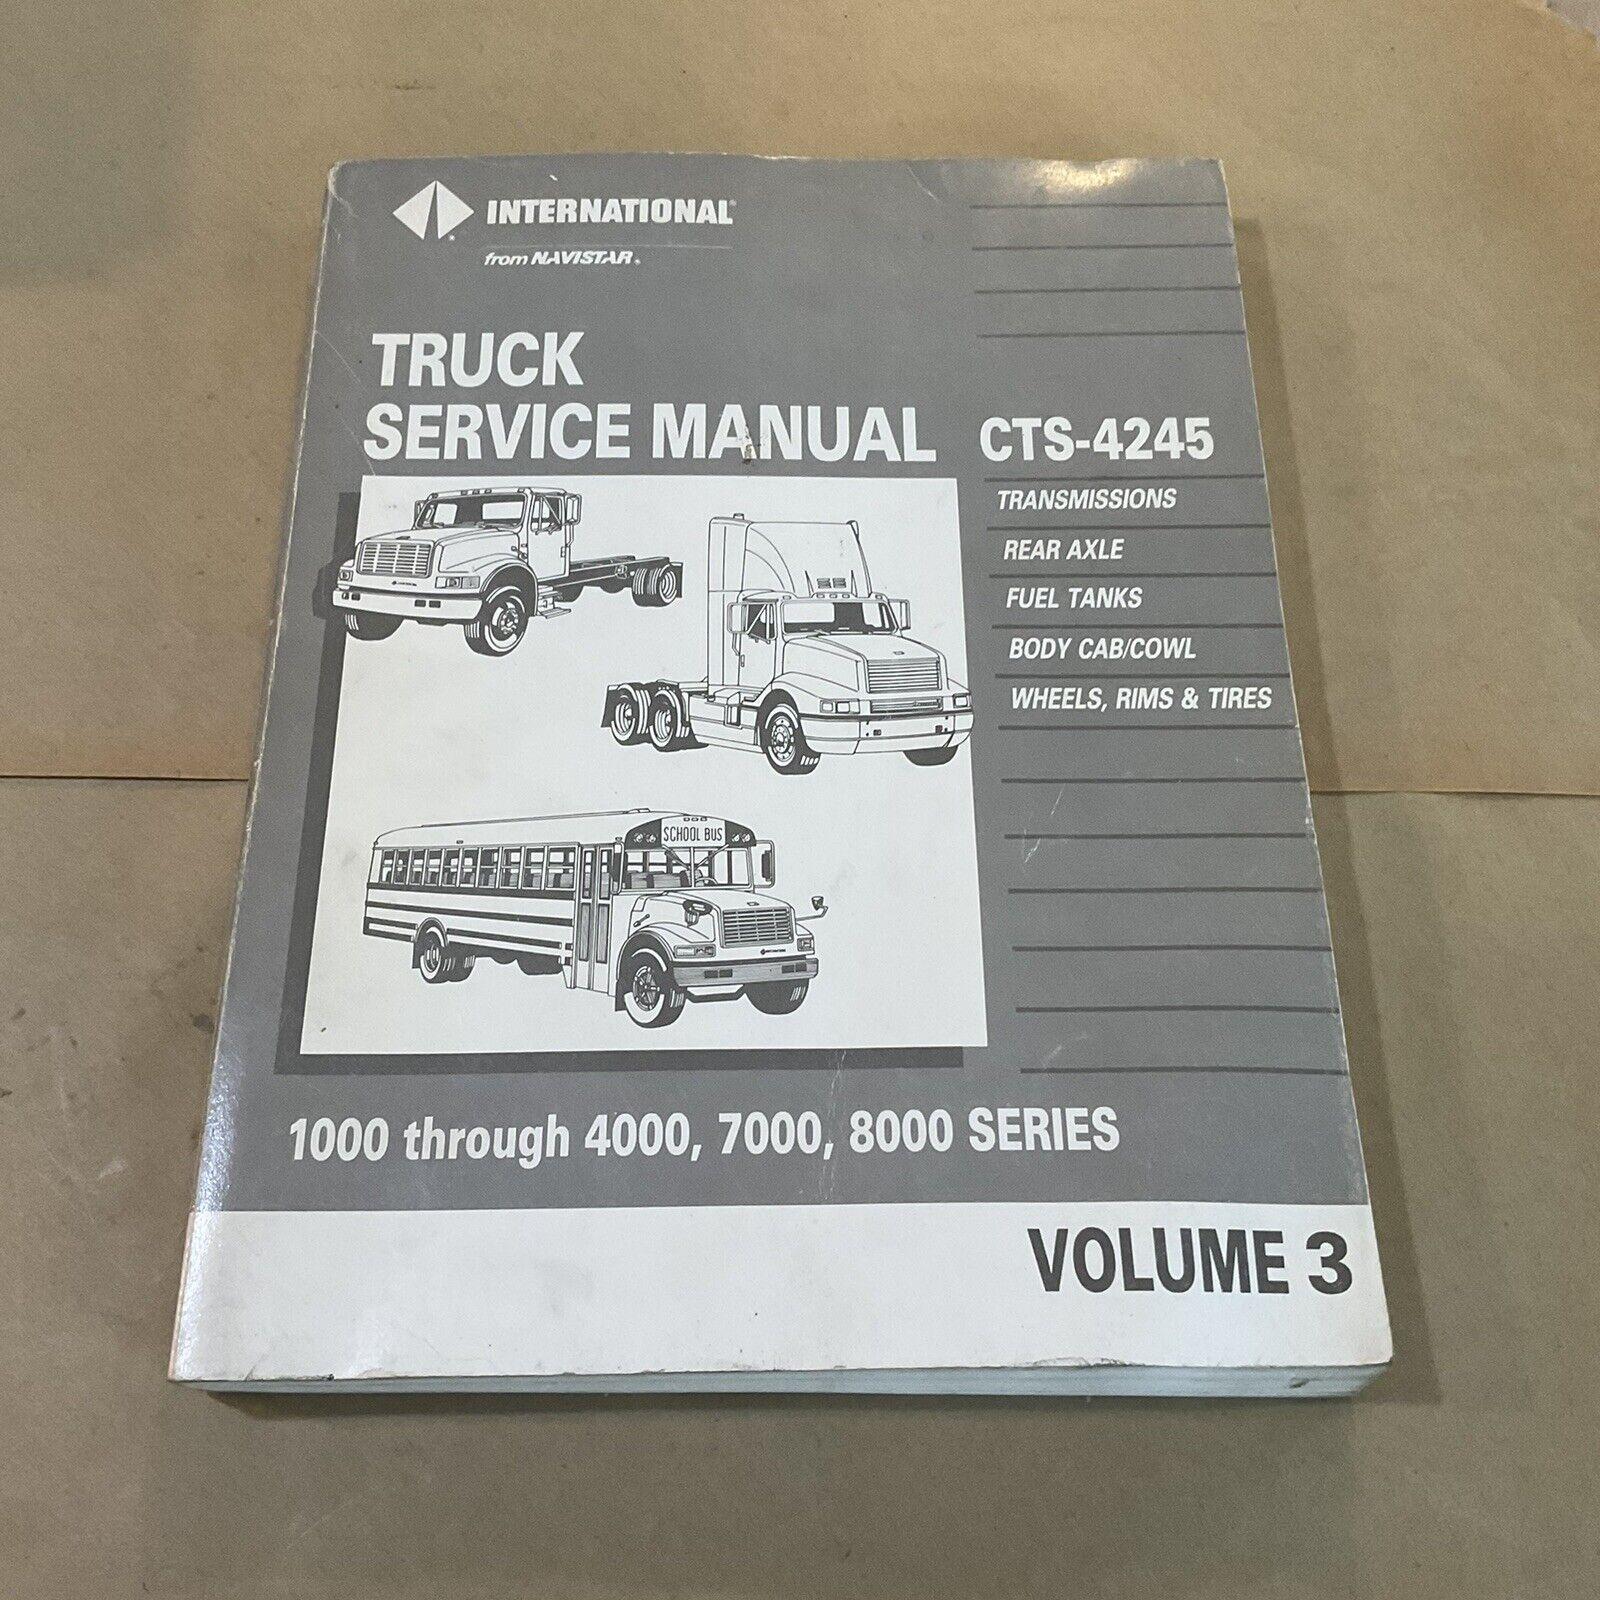 INTERNATIONAL®
from NAVISTAR®
TRUCK
SERVICE MANUAL
CTS-4245
TRANSMISSIONS
REAR AXLE
FUEL TANKS
BODY CAB/COWL
WHEELS, RIMS & TIRES
SCHOOL BUS
1000 through 4000, 7000, 8000 SERIES
VOLUME 3